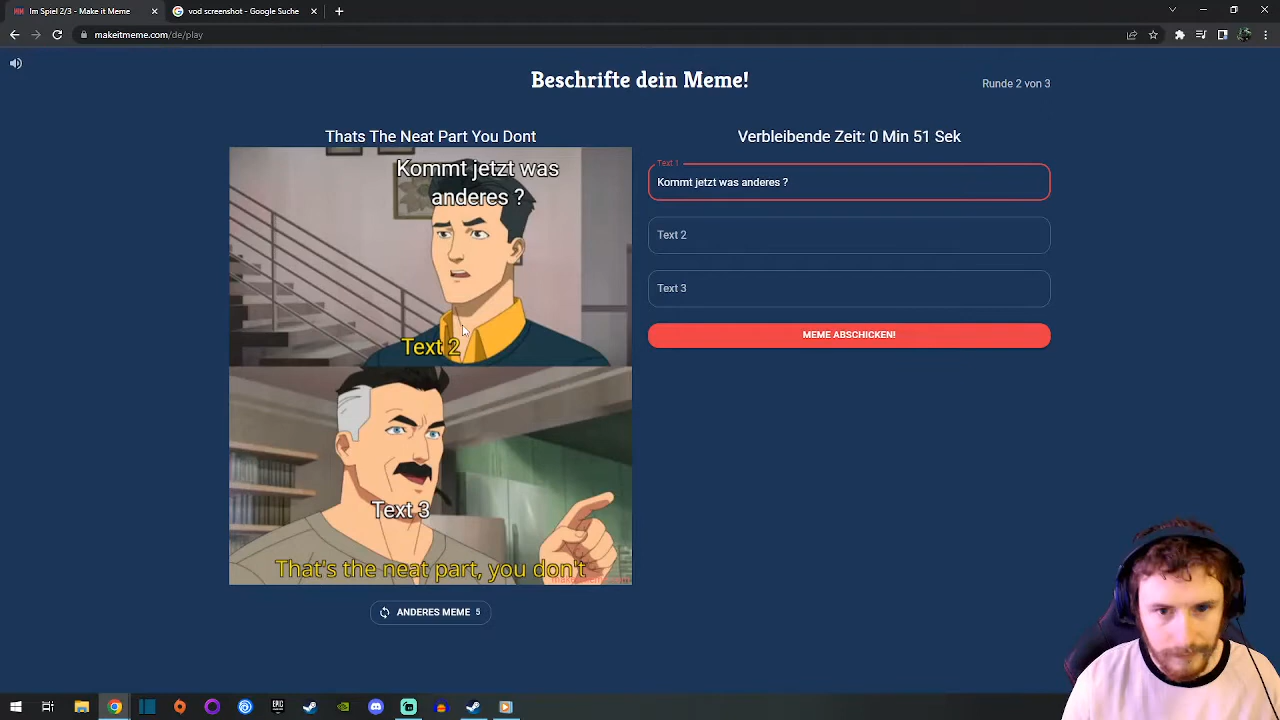 Im Spiel 2/3 - Make it Meme
vod screenshot - Google Suche
makeitmeme.com/de/play
Beschrifte dein Meme!
Runde 2 von 3
Thats The Neat Part You Dont
Kommt jetzt was
anderes ?
Text 2
Text 3
That's the neat part, you don't
ANDERES MEME 5
Verbleibende Zeit: 0 Min 51 Sek
Text 1
Kommt jetzt was anderes ?
Text 2
Text 3
MEME ABSCHICKEN!
EPIC